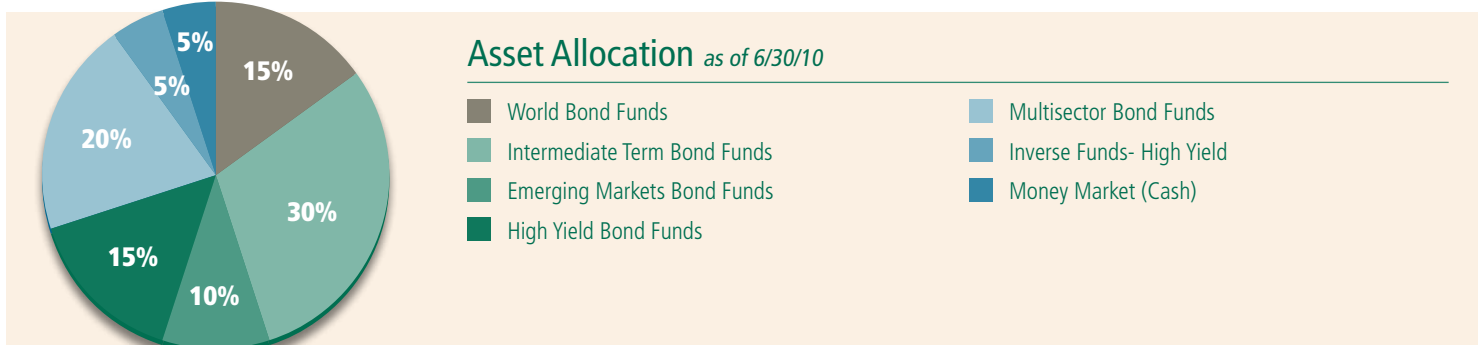 5%
15%
5%
20%
30%
15%
10%
Asset Allocation as of 6/30/10
World Bond Funds
Intermediate Term Bond Funds
Emerging Markets Bond Funds
High Yield Bond Funds
Multisector Bond Funds
Inverse Funds- High Yield
Money Market (Cash)